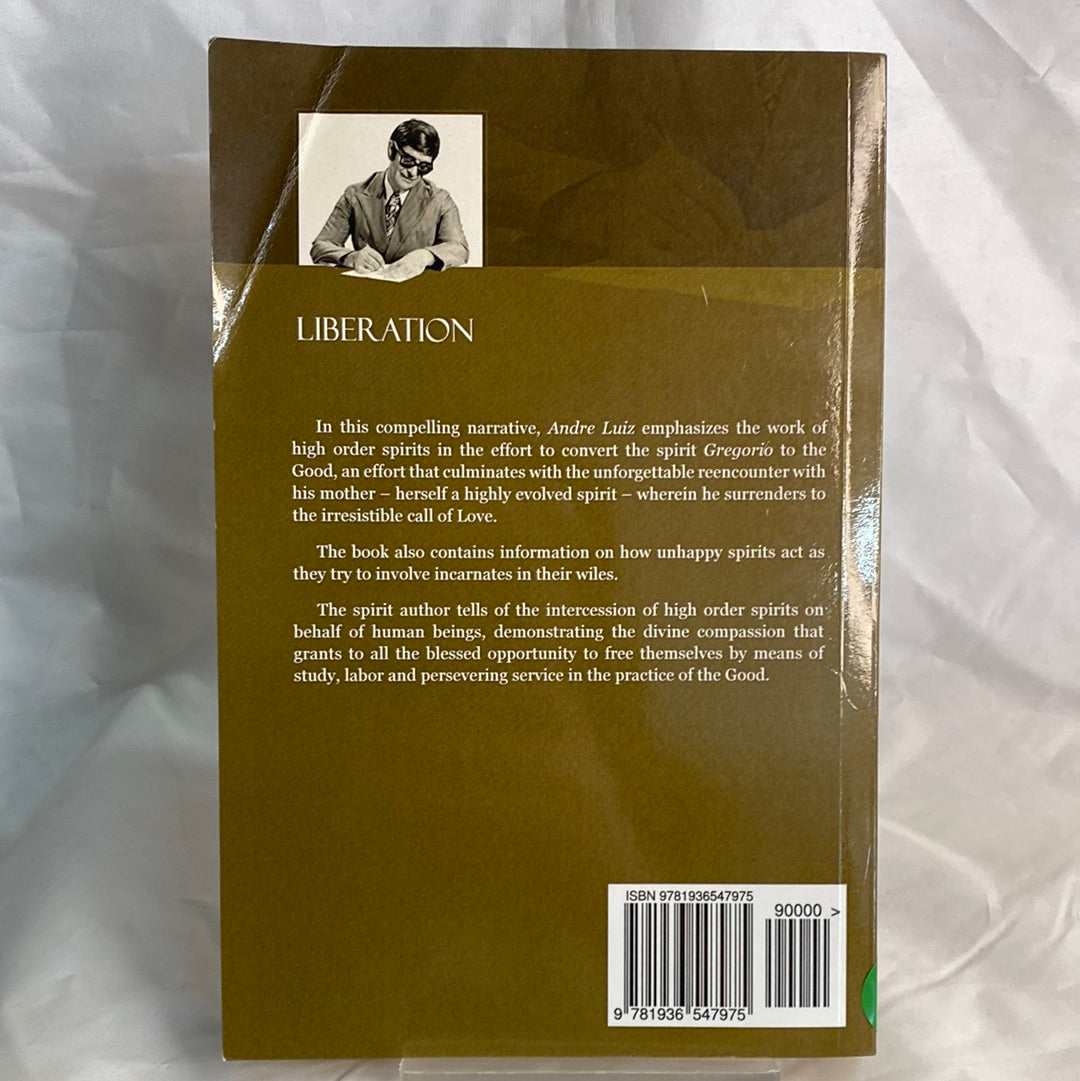 LIBERATION
In this compelling narrative, Andre Luiz emphasizes the work of
high order spirits in the effort to convert the spirit Gregorio to the
Good, an effort that culminates with the unforgettable reencounter with
his mother – herself a highly evolved spirit – wherein he surrenders to
the irresistible call of Love.
The book also contains information on how unhappy spirits act as
they try to involve incarnates in their wiles.
The spirit author tells of the intercession of high order spirits on
behalf of human beings, demonstrating the divine compassion that
grants to all the blessed opportunity to free themselves by means of
study, labor and persevering service in the practice of the Good.
ISBN 9781936547975
90000 >
9 781936 547975